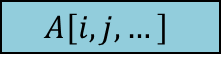 A[i, j, … ]